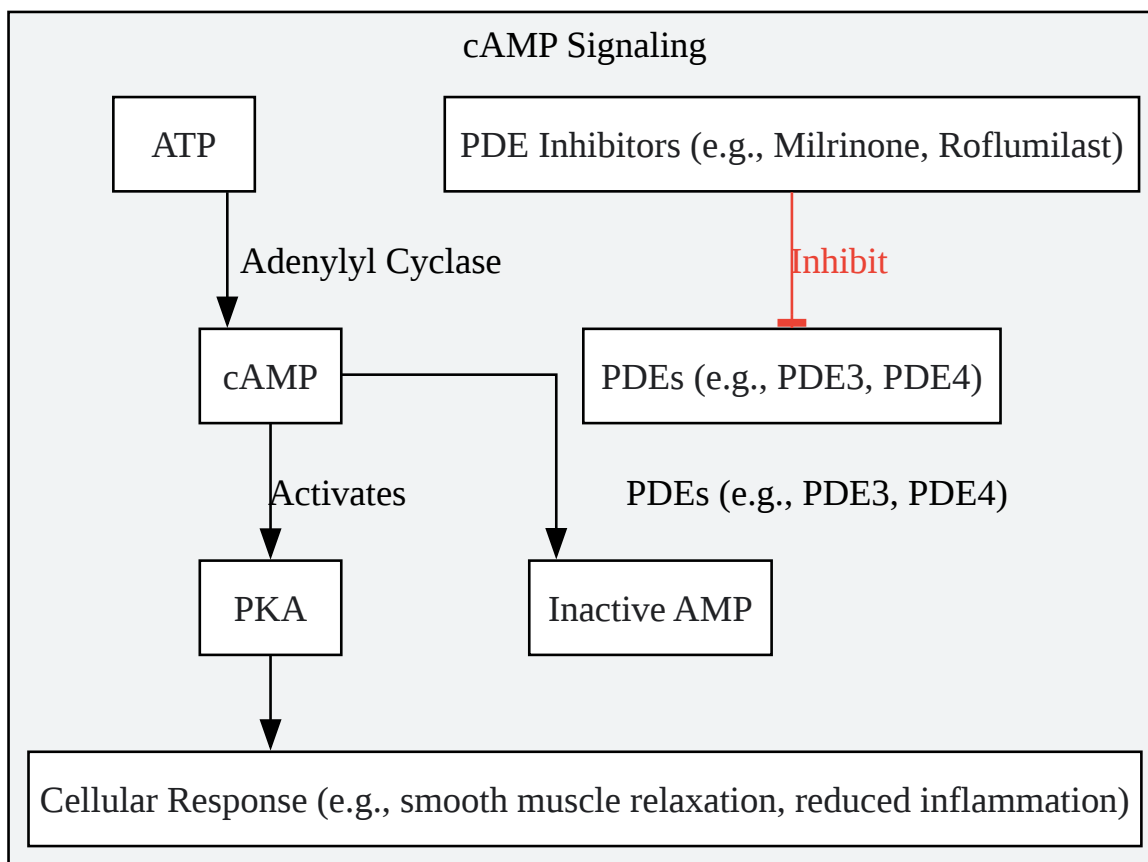 cAMP Signaling
ATP
PDE Inhibitors (e.g., Milrinone, Roflumilast)
Adenylyl Cyclase
Inhibit
cAMP
PDEs (e.g., PDE3, PDE4)
Activates
PDEs (e.g., PDE3, PDE4)
PKA
Inactive AMP
Cellular Response (e.g., smooth muscle relaxation, reduced inflammation)